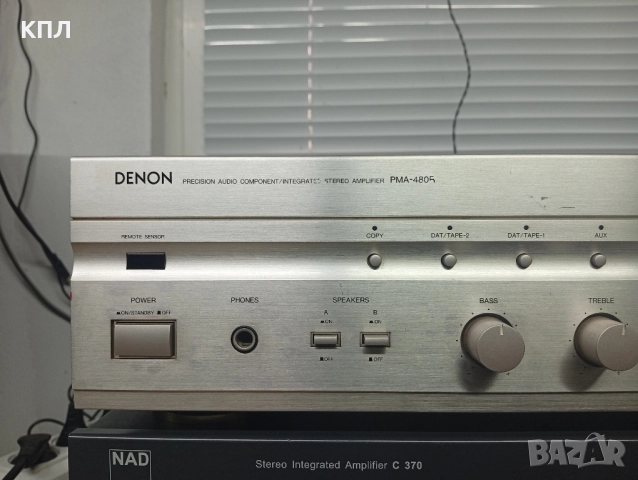 КПЛ
DENON PRECISION AUDIO COMPONENT/INTEGRATED STEREO AMPLIFIER PMA-480R
REMOTE SENSOR
COPY DAT/TAPE-2 DAT/TAPE-1 AUX
POWER PHONES SPEAKERS BASS TREBLE
A B
ON/STANDBY OFF
ON ON
OFF OFF
NAD Stereo Integrated Amplifier C 370
BAZAR